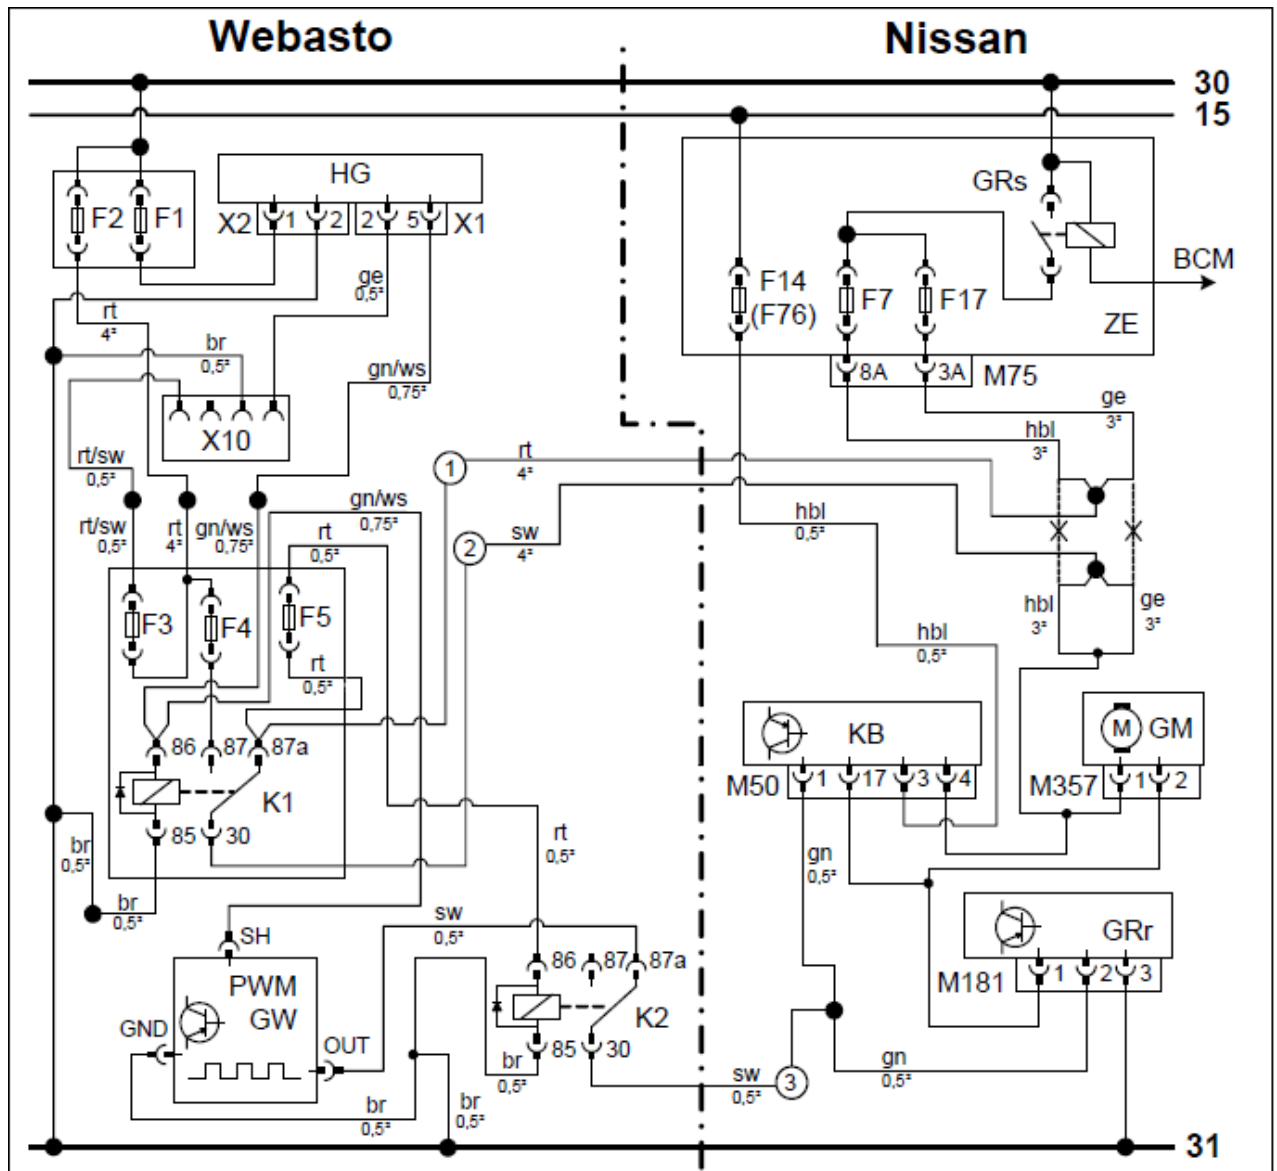 Webasto
Nissan
30
15
HG
X2
1
2
2
5
X1
F2
F1
GRs
BCM
F14
(F76)
F7
F17
ZE
8A
3A
M75
rt
4²
ge
0,5²
br
0,5²
gn/ws
0,75²
X10
rt/sw
0,5²
1
rt
4²
hbl
3²
ge
3²
rt/sw
0,5²
rt
4²
gn/ws
0,75²
gn/ws
0,75²
rt
0,5²
2
sw
4²
hbl
0,5²
F3
F4
F5
rt
0,5²
hbl
3²
ge
3²
hbl
0,5²
86
87
87a
K1
85
30
KB
M50
1
17
3
4
M
GM
M357
1
2
br
0,5²
br
0,5²
rt
0,5²
gn
0,5²
SH
sw
0,5²
PWM
GW
GND
OUT
86
87
87a
K2
85
30
GRr
M181
1
2
3
br
0,5²
br
0,5²
br
0,5²
sw
0,5²
3
gn
0,5²
31